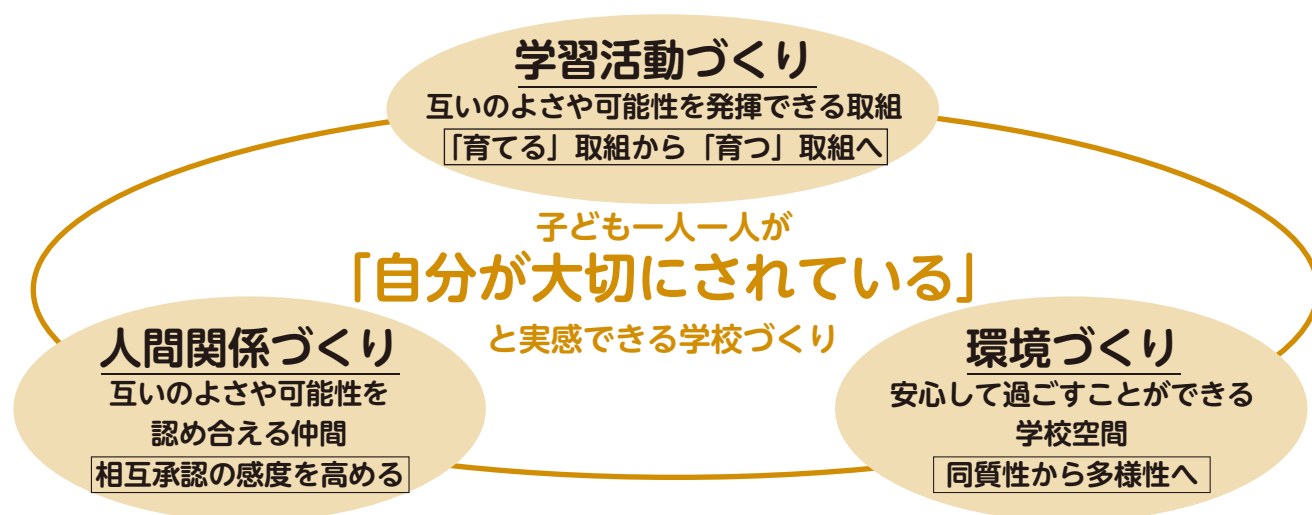 学習活動づくり
互いのよさや可能性を発揮できる取組
「育てる」取組から「育つ」取組へ
子ども一人一人が
「自分が大切にされている」
と実感できる学校づくり
人間関係づくり
互いのよさや可能性を
認め合える仲間
相互承認の感度を高める
環境づくり
安心して過ごすことができる
学校空間
同質性から多様性へ